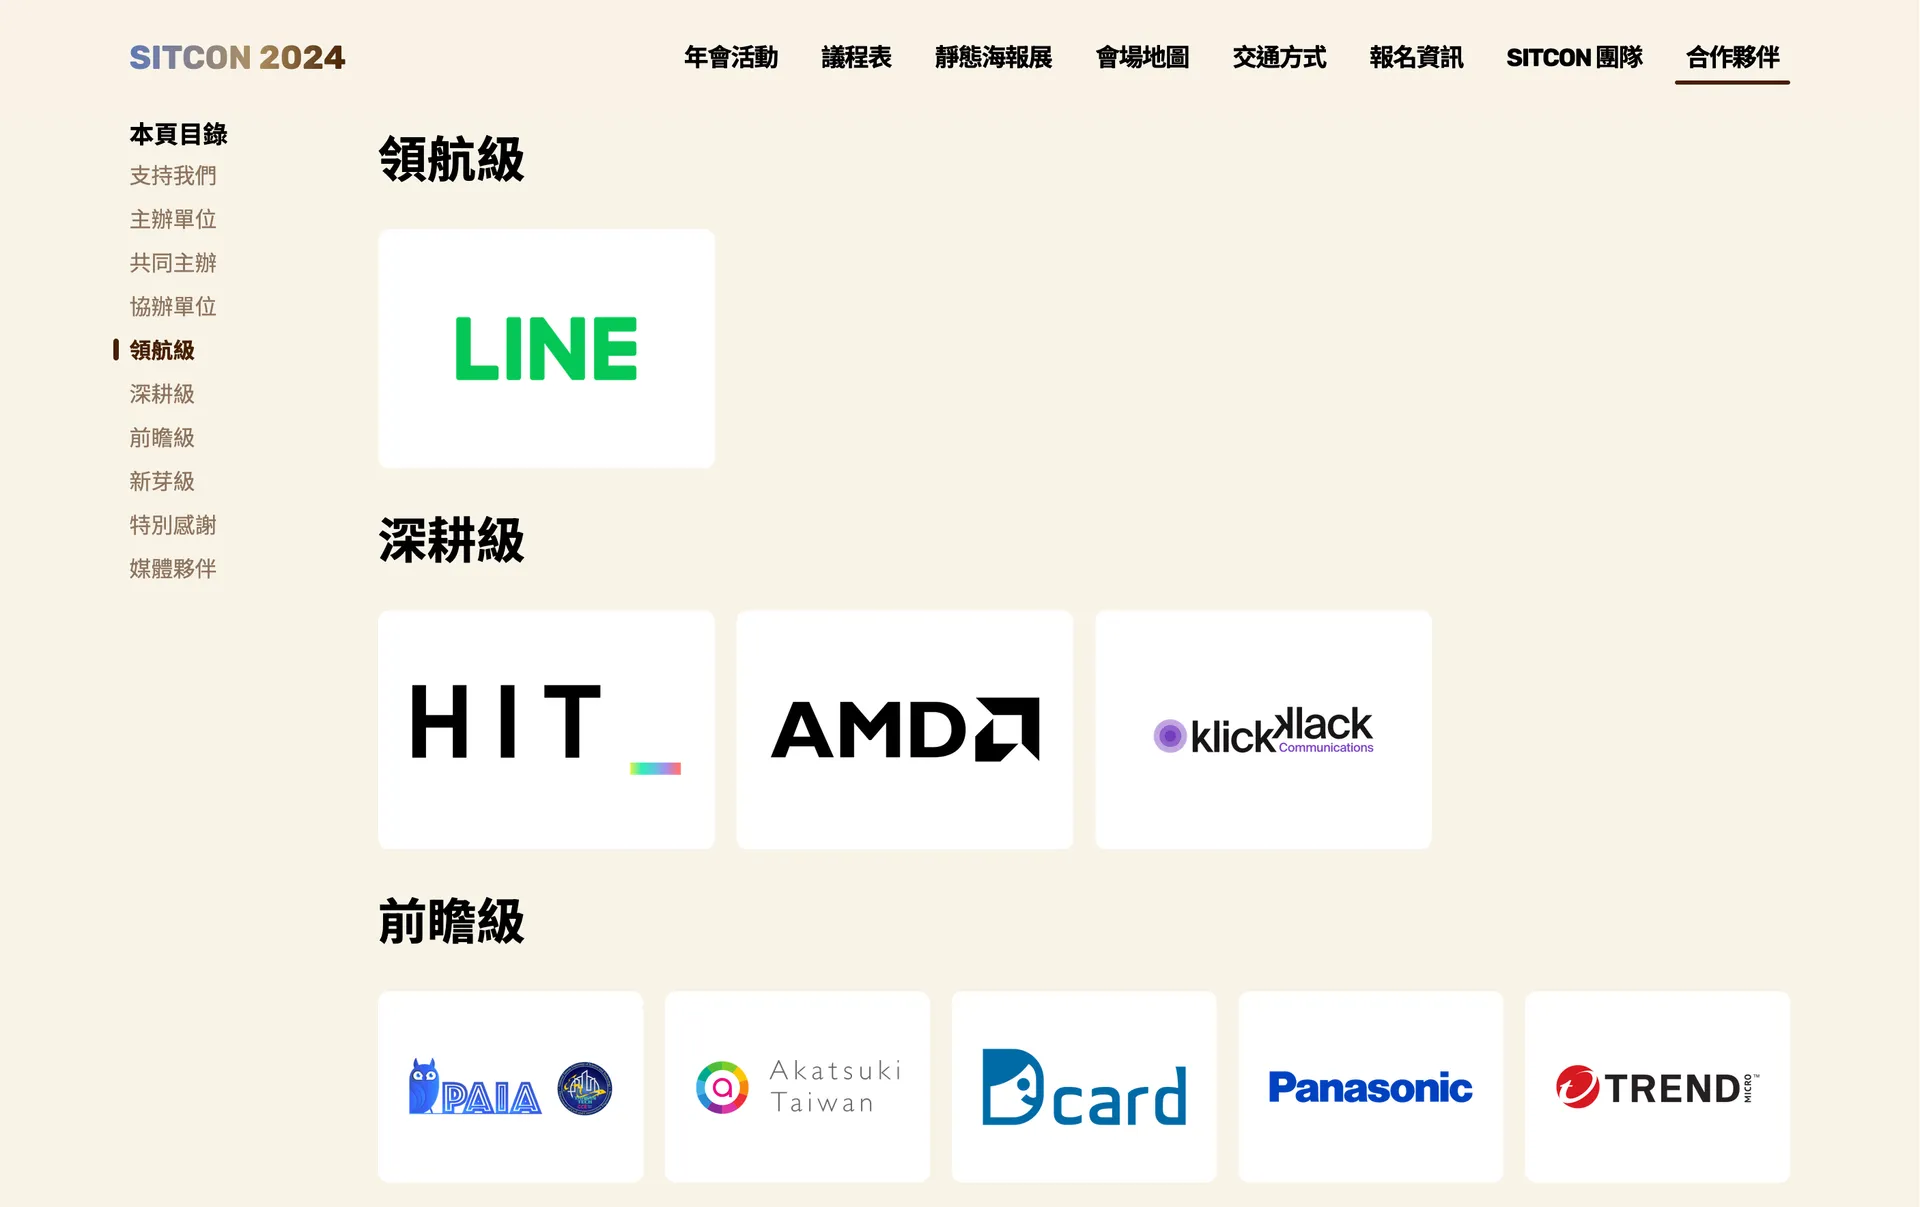 SITCON 2024
年會活動
議程表
靜態海報展
會場地圖
交通方式
報名資訊
SITCON 團隊
合作夥伴
本頁目錄
支持我們
主辦單位
共同主辦
協辦單位
領航級
深耕級
前瞻級
新芽級
特別感謝
媒體夥伴
領航級
LINE
深耕級
HIT_
AMD
klickklack
Communications
前瞻級
PAIA
Akatsuki
Taiwan
Dcard
Panasonic
TREND
MICRO™